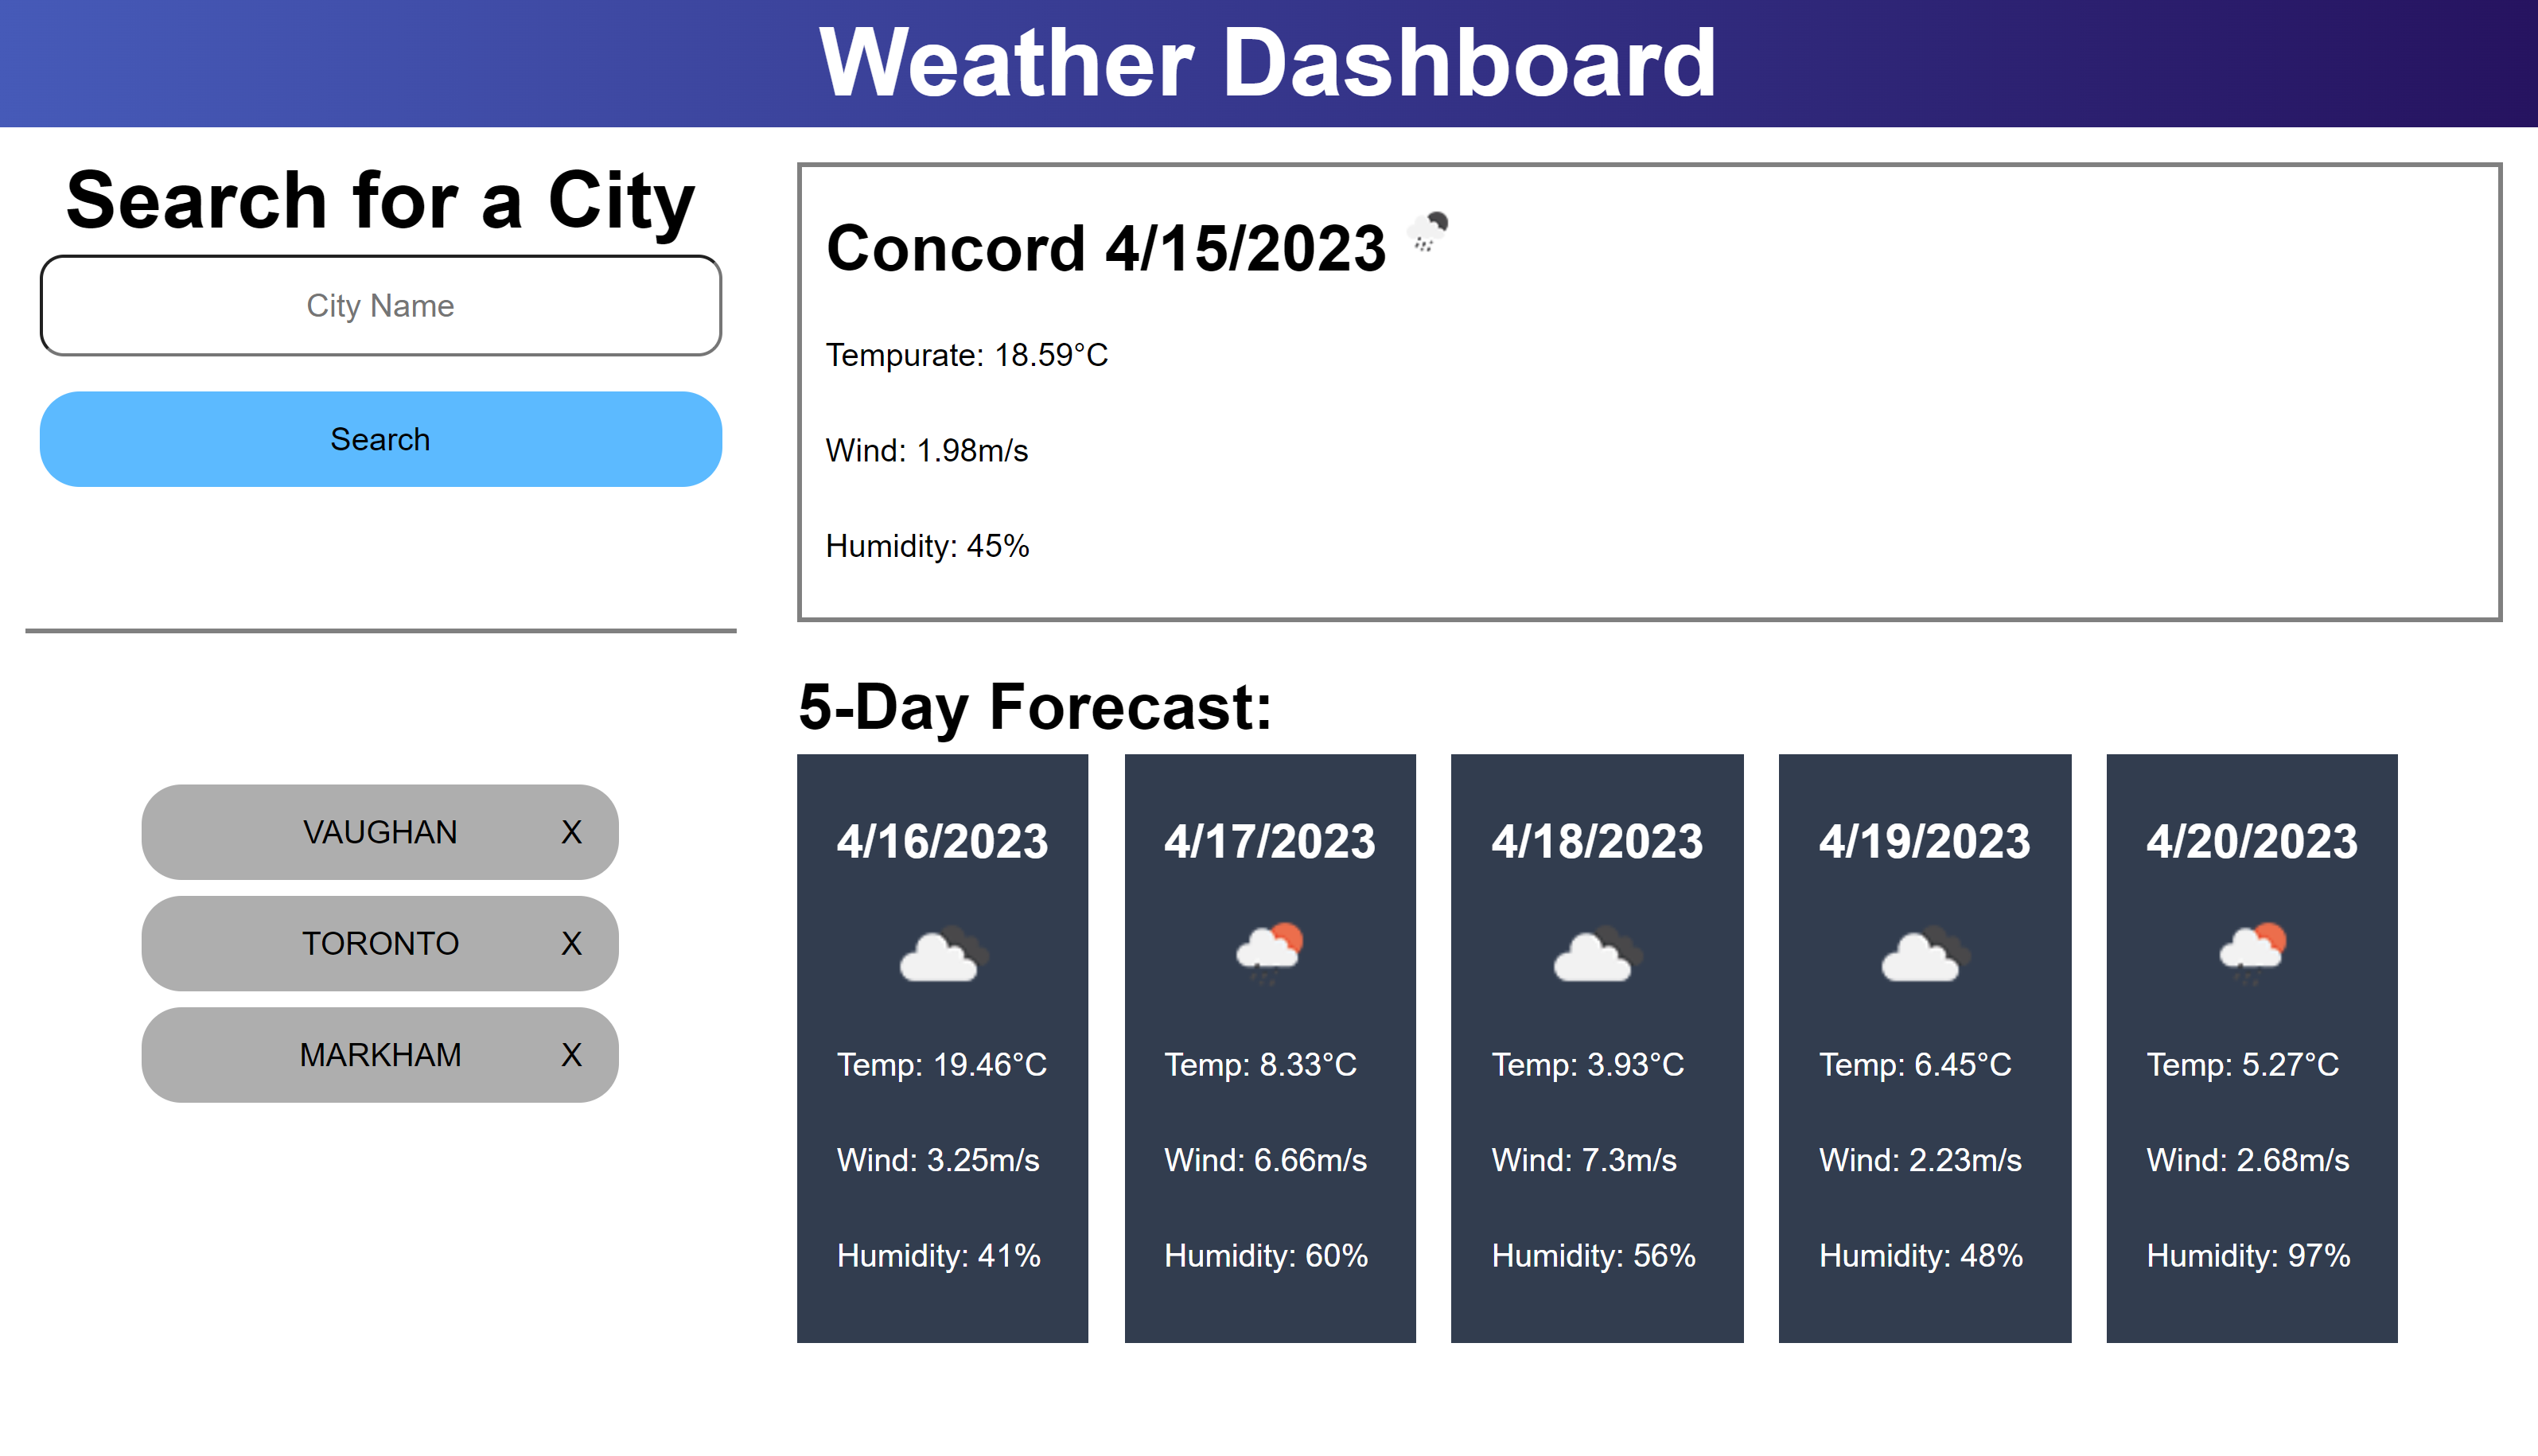 Weather Dashboard
Search for a City
City Name
Search
VAUGHAN X
TORONTO X
MARKHAM X
Concord 4/15/2023
Tempurate: 18.59°C
Wind: 1.98m/s
Humidity: 45%
5-Day Forecast:
4/16/2023
Temp: 19.46°C
Wind: 3.25m/s
Humidity: 41%
4/17/2023
Temp: 8.33°C
Wind: 6.66m/s
Humidity: 60%
4/18/2023
Temp: 3.93°C
Wind: 7.3m/s
Humidity: 56%
4/19/2023
Temp: 6.45°C
Wind: 2.23m/s
Humidity: 48%
4/20/2023
Temp: 5.27°C
Wind: 2.68m/s
Humidity: 97%